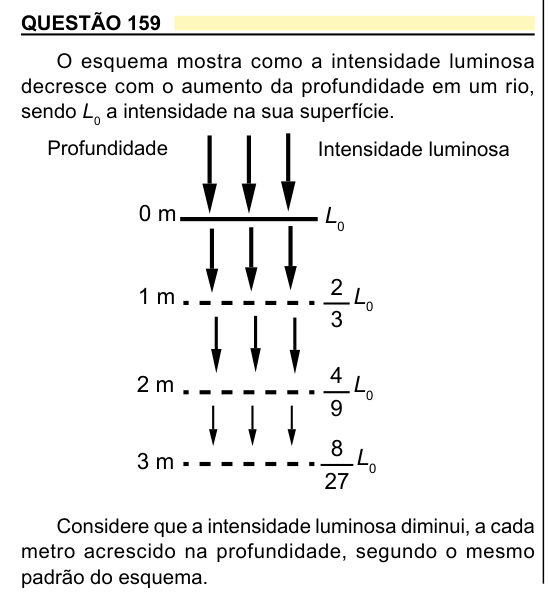 QUESTÃO 159
O esquema mostra como a intensidade luminosa
decresce com o aumento da profundidade em um rio,
sendo L₀ a intensidade na sua superfície.
Profundidade Intensidade luminosa
0 m L₀
1 m 2/3 L₀
2 m 4/9 L₀
3 m 8/27 L₀
Considere que a intensidade luminosa diminui, a cada
metro acrescido na profundidade, segundo o mesmo
padrão do esquema.